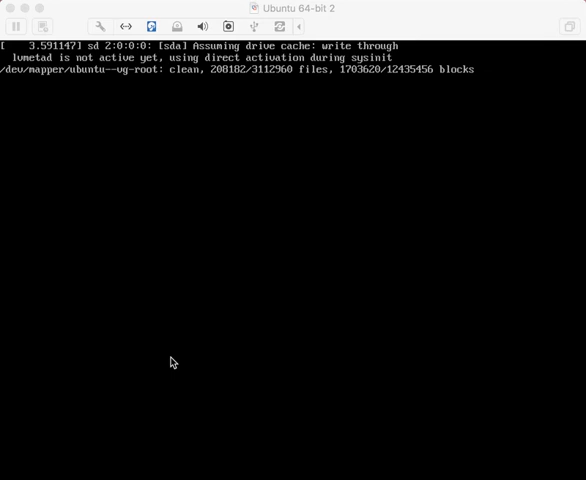 Ubuntu 64-bit 2
[    3.591147] sd 2:0:0:0: [sda] Assuming drive cache: write through
  lvmetad is not active yet, using direct activation during sysinit
/dev/mapper/ubuntu--vg-root: clean, 208182/3112960 files, 1703620/12435456 blocks